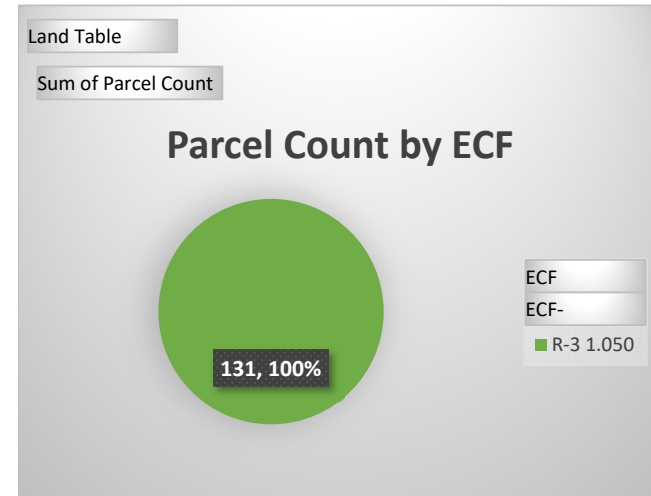 Land Table
Sum of Parcel Count
Parcel Count by ECF
131, 100%
ECF
ECF-
R-3 1.050